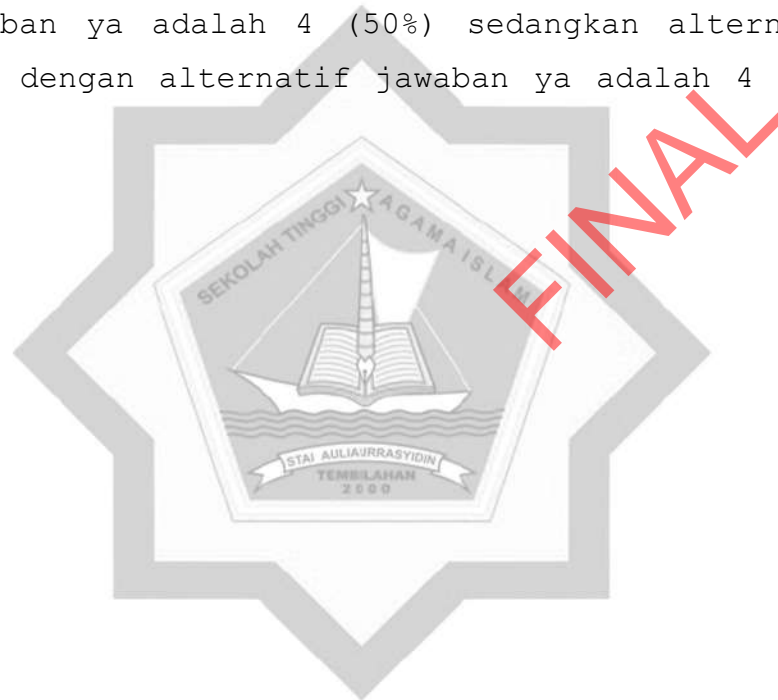 ban ya adalah 4 (50%) sedangkan altern
dengan alternatif jawaban ya adalah 4
FINAL
SEKOLAH TINGGI AGAMA ISLAM
STAI AULIAURRASYIDIN
TEMBILAHAN
2000